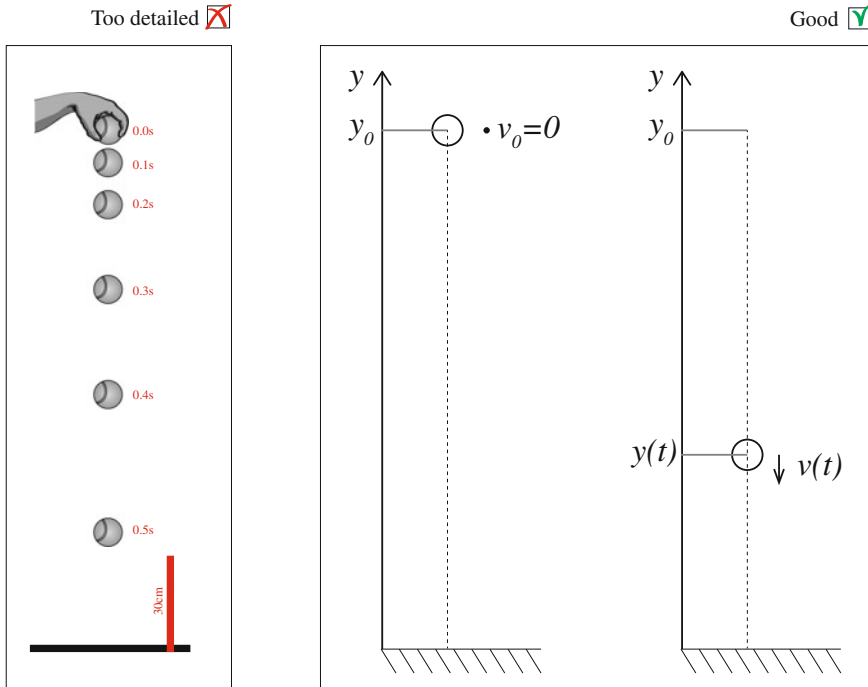 Too detailed
Good
0.0s
0.1s
0.2s
0.3s
0.4s
0.5s
30cm
y
y₀
• v₀=0
y
y₀
y(t)
v(t)